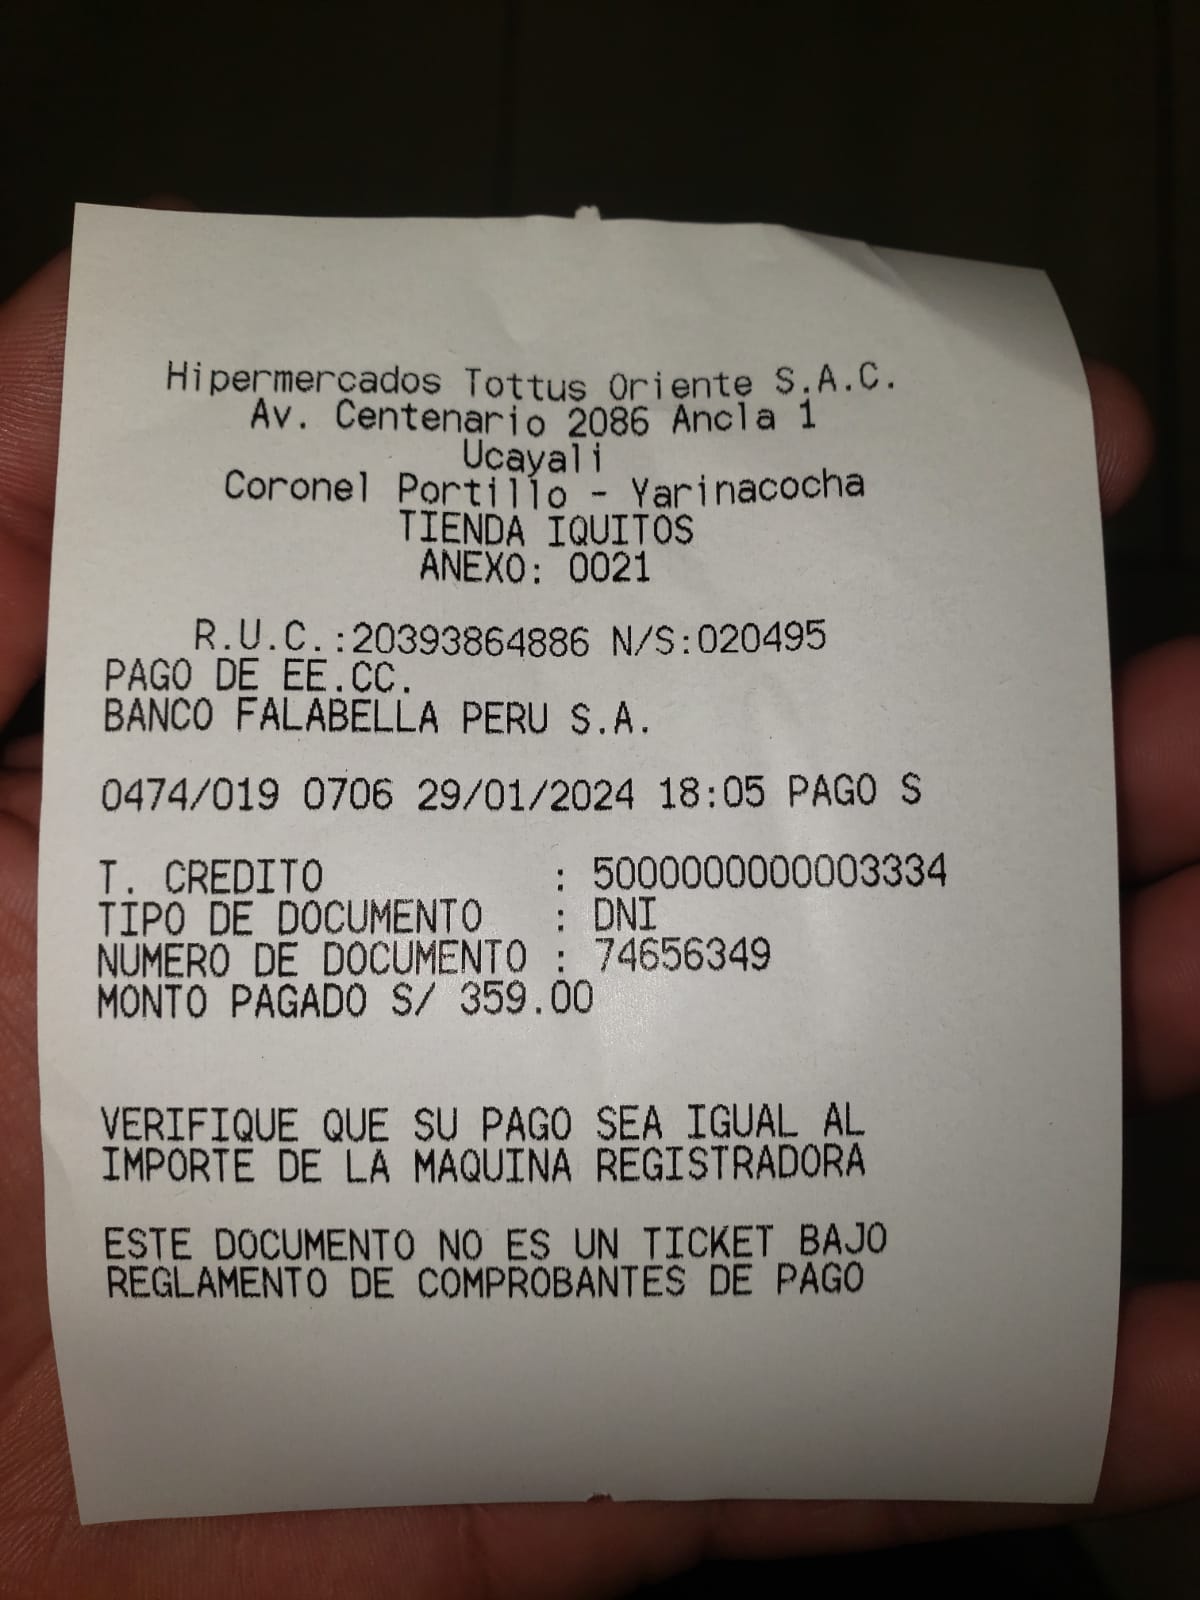 Hipermercados Tottus Oriente S.A.C.
Av. Centenario 2086 Ancla 1
Ucayali
Coronel Portillo - Yarinacocha
TIENDA IQUITOS
ANEXO: 0021
R.U.C.:20393864886 N/S:020495
PAGO DE EE.CC.
BANCO FALABELLA PERU S.A.
0474/019 0706 29/01/2024 18:05 PAGO S
T. CREDITO : 5000000000003334
TIPO DE DOCUMENTO : DNI
NUMERO DE DOCUMENTO : 74656349
MONTO PAGADO S/ 359.00
VERIFIQUE QUE SU PAGO SEA IGUAL AL
IMPORTE DE LA MAQUINA REGISTRADORA
ESTE DOCUMENTO NO ES UN TICKET BAJO
REGLAMENTO DE COMPROBANTES DE PAGO